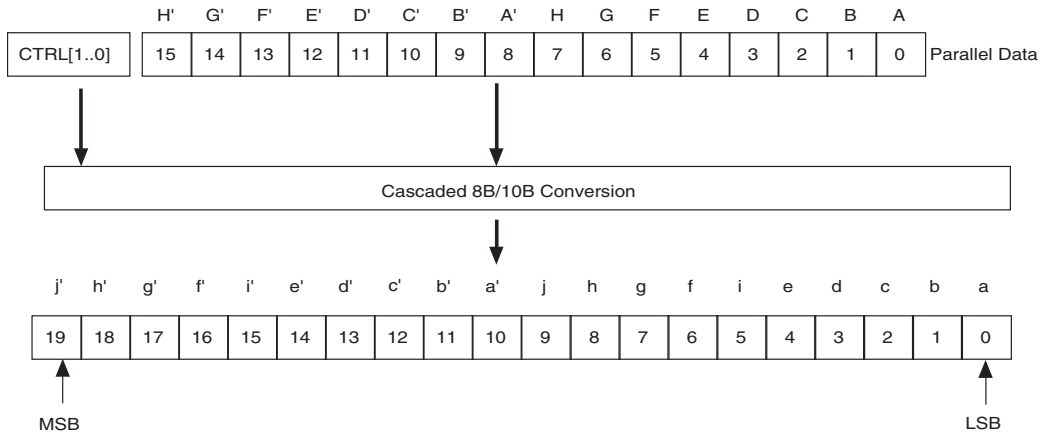 H' G' F' E' D' C' B' A' H G F E D C B A
CTRL[1..0] 15 14 13 12 11 10 9 8 7 6 5 4 3 2 1 0 Parallel Data
Cascaded 8B/10B Conversion
j' h' g' f' i' e' d' c' b' a' j h g f i e d c b a
19 18 17 16 15 14 13 12 11 10 9 8 7 6 5 4 3 2 1 0
MSB LSB